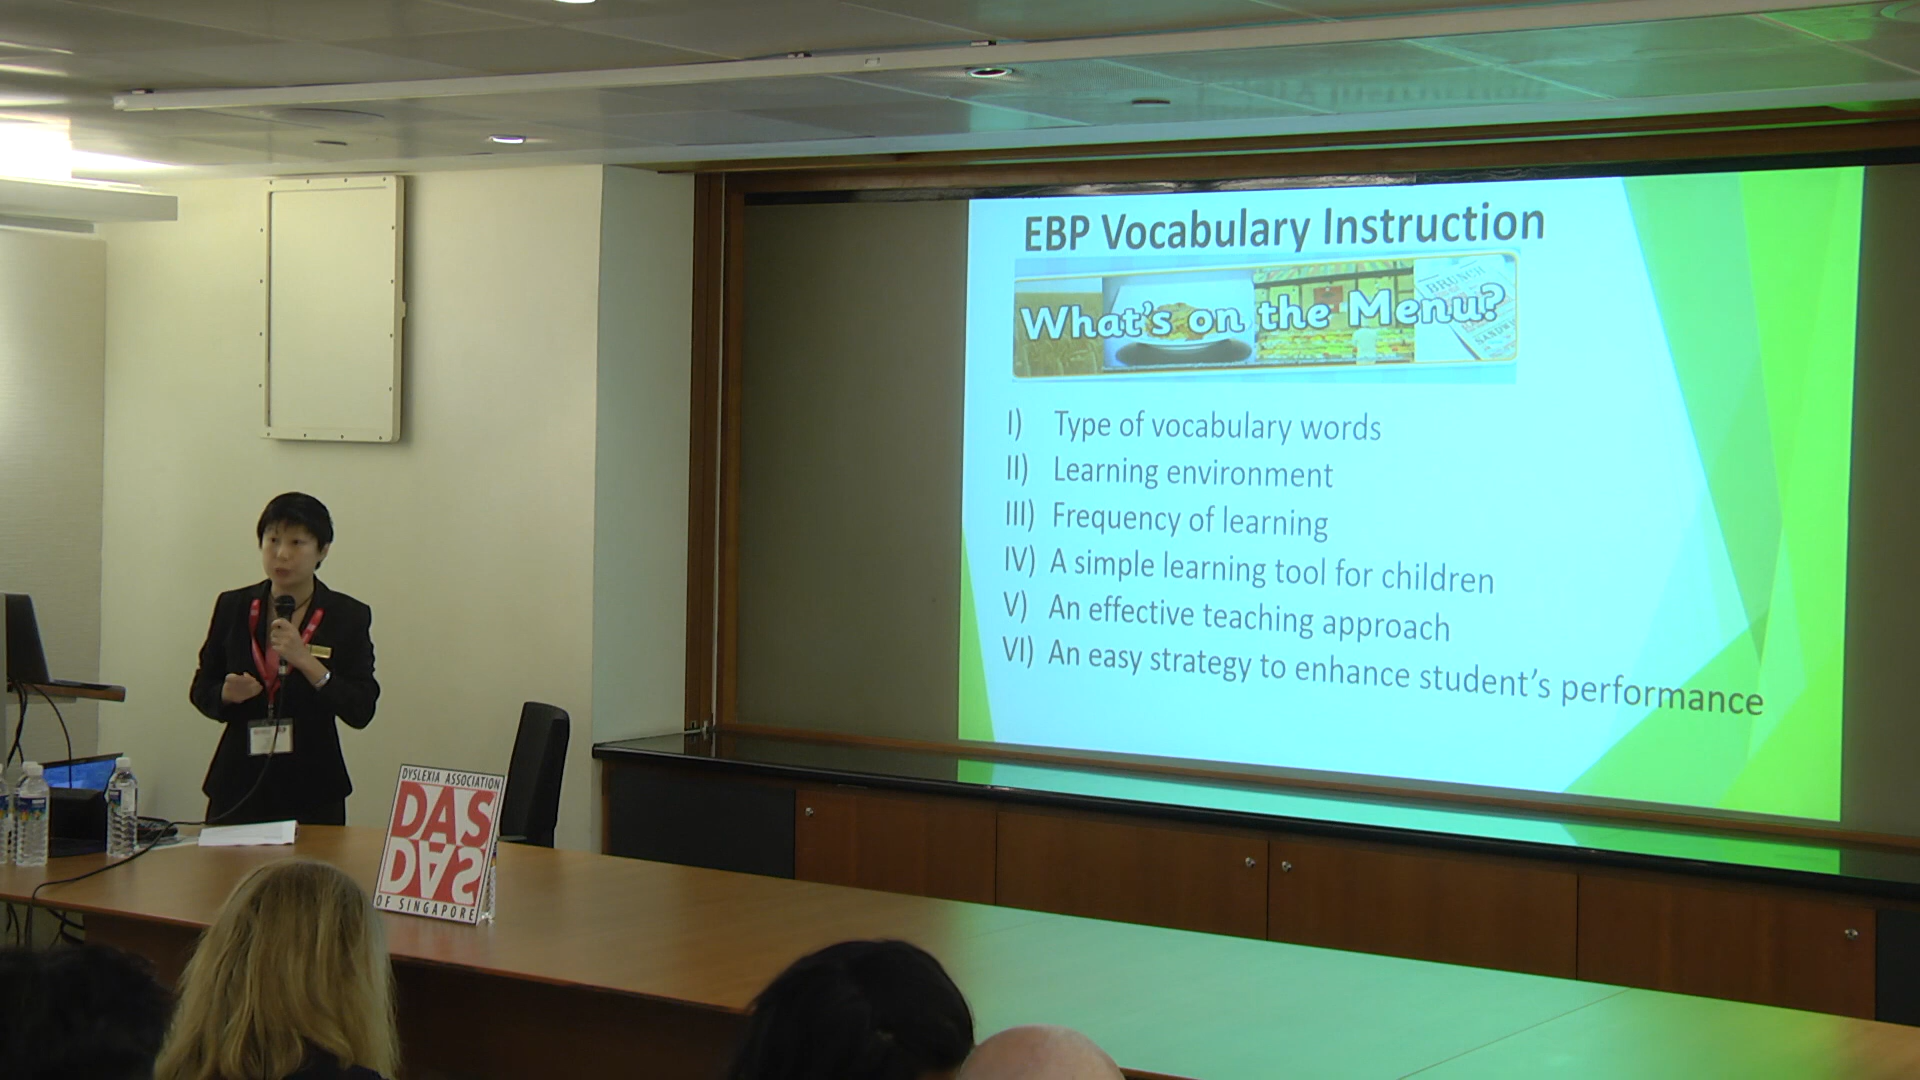 EBP Vocabulary Instruction
What's on the Menu?
BRUNCH
I) Type of vocabulary words
II) Learning environment
III) Frequency of learning
IV) A simple learning tool for children
V) An effective teaching approach
VI) An easy strategy to enhance student's performance
DYSLEXIA ASSOCIATION
DAS
DAS
OF SINGAPORE